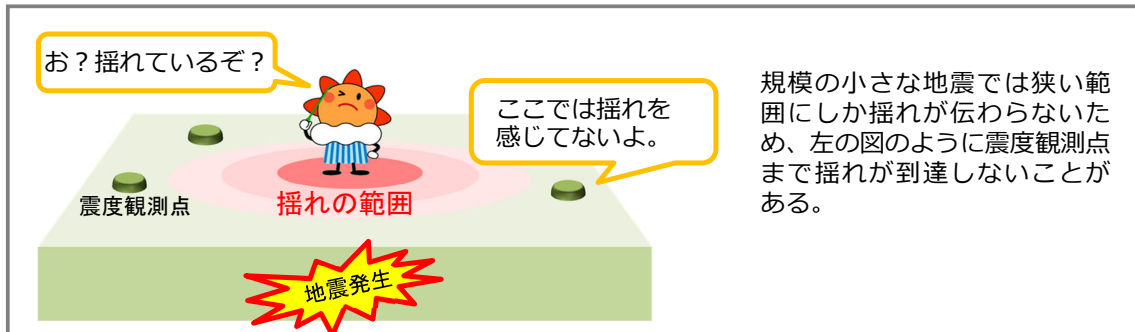 お？揺れているぞ？
ここでは揺れを
感じてないよ。
震度観測点
揺れの範囲
地震発生
規模の小さな地震では狭い範
囲にしか揺れが伝わらないた
め、左の図のように震度観測点
まで揺れが到達しないことが
ある。